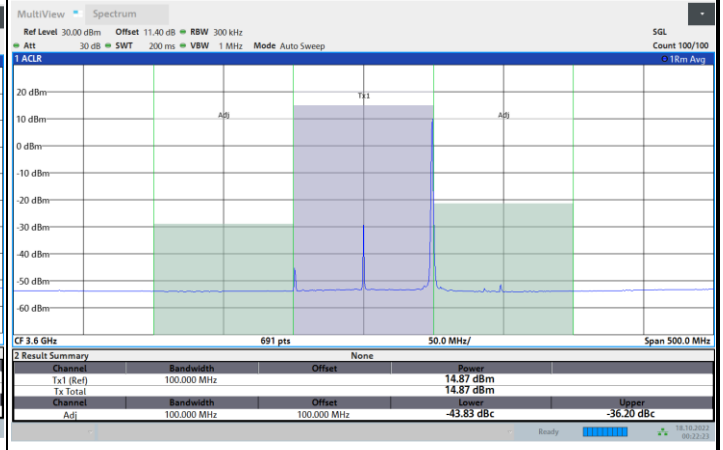 MultiView Spectrum
Ref Level 30.00 dBm Offset 11.40 dB RBW 300 kHz SGL
Att 30 dB SWT 200 ms VBW 1 MHz Mode Auto Sweep Count 100/100
1 ACLR 1Rm Avg
20 dBm
Tx1
10 dBm Adj Adj
0 dBm
-10 dBm
-20 dBm
-30 dBm
-40 dBm
-50 dBm
-60 dBm
CF 3.6 GHz 691 pts 50.0 MHz/ Span 500.0 MHz
2 Result Summary None
Channel Bandwidth Offset Power
Tx1 (Ref) 100.000 MHz 14.87 dBm
Tx Total 14.87 dBm
Channel Bandwidth Offset Lower Upper
Adj 100.000 MHz 100.000 MHz -43.83 dBc -36.20 dBc
Ready 18.10.2022
00:22:23